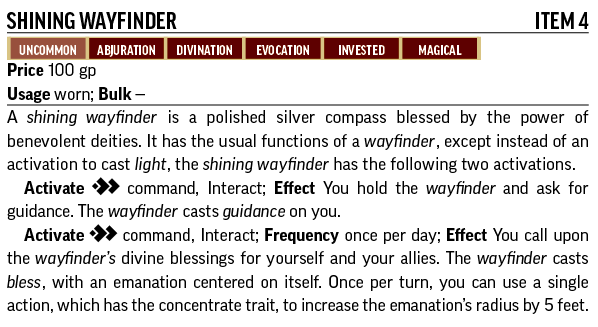 SHINING WAYFINDER ITEM 4
UNCOMMON ABJURATION DIVINATION EVOCATION INVESTED MAGICAL
Price 100 gp
Usage worn; Bulk —
A shining wayfinder is a polished silver compass blessed by the power of
benevolent deities. It has the usual functions of a wayfinder, except instead of an
activation to cast light, the shining wayfinder has the following two activations.
Activate command, Interact; Effect You hold the wayfinder and ask for
guidance. The wayfinder casts guidance on you.
Activate command, Interact; Frequency once per day; Effect You call upon
the wayfinder's divine blessings for yourself and your allies. The wayfinder casts
bless, with an emanation centered on itself. Once per turn, you can use a single
action, which has the concentrate trait, to increase the emanation's radius by 5 feet.